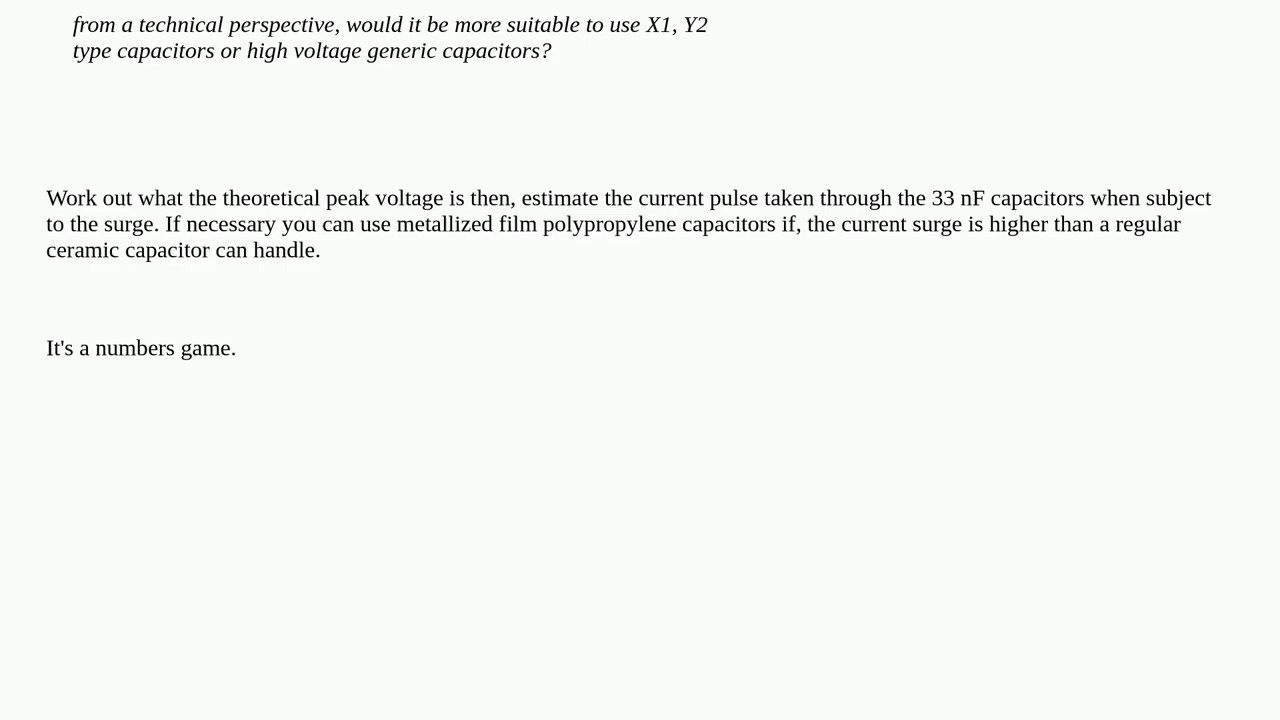 from a technical perspective, would it be more suitable to use X1, Y2
type capacitors or high voltage generic capacitors?
Work out what the theoretical peak voltage is then, estimate the current pulse taken through the 33 nF capacitors when subject
to the surge. If necessary you can use metallized film polypropylene capacitors if, the current surge is higher than a regular
ceramic capacitor can handle.
It's a numbers game.